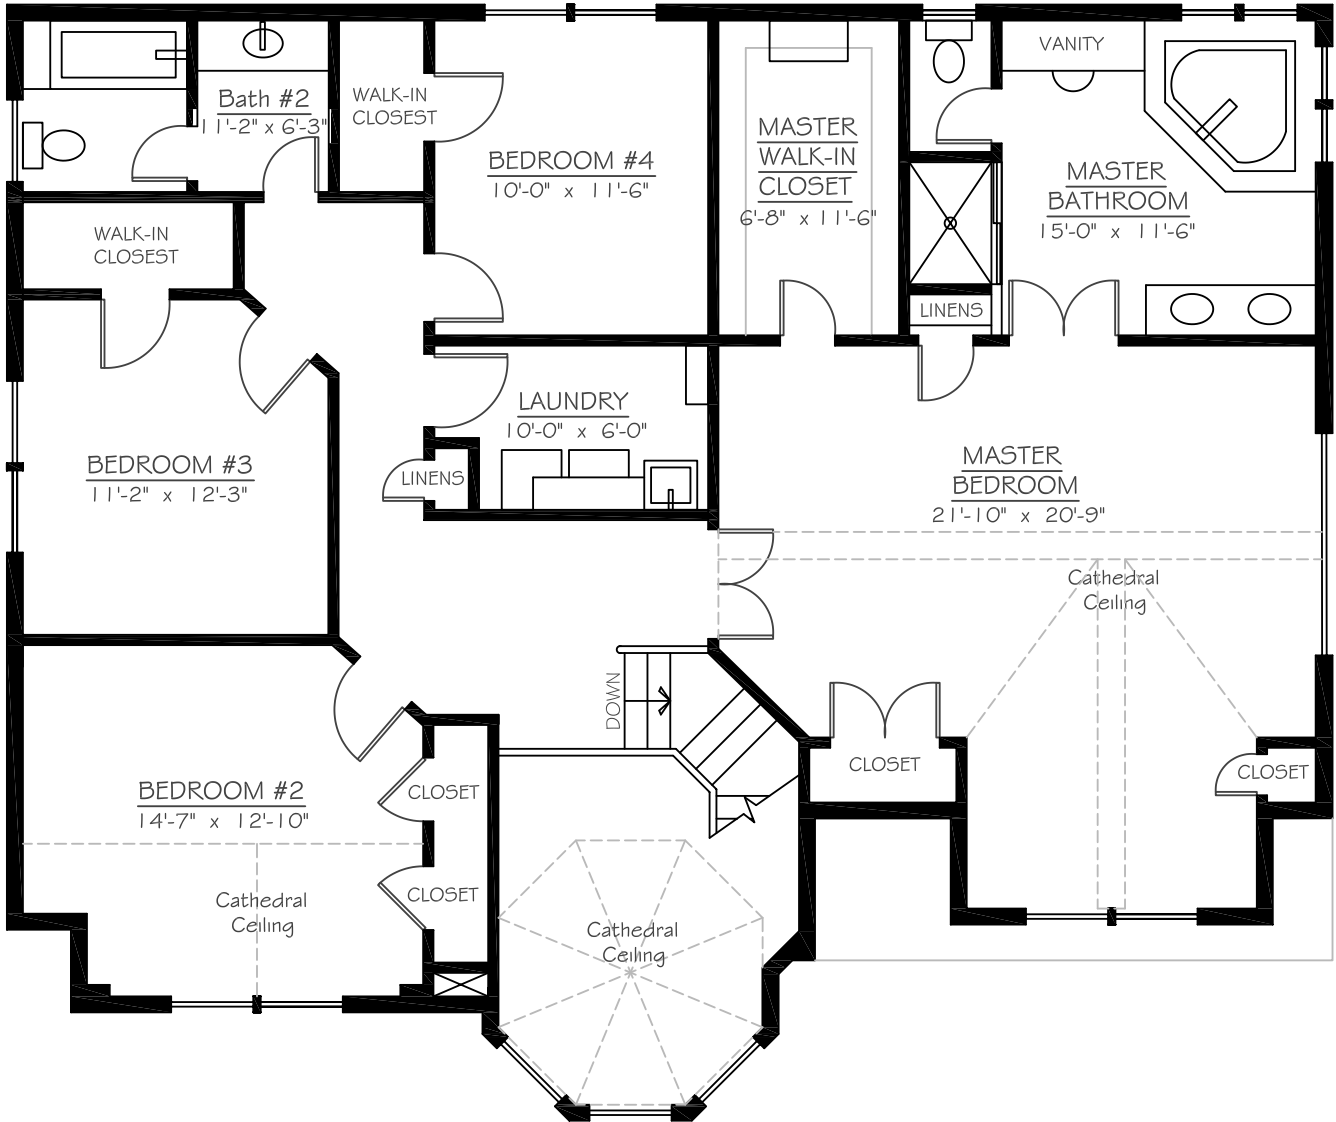 Bath #2
11'-2" x 6'-3"
WALK-IN
CLOSEST
BEDROOM #4
10'-0" x 11'-6"
MASTER
WALK-IN
CLOSET
6'-8" x 11'-6"
VANITY
MASTER
BATHROOM
15'-0" x 11'-6"
LINENS
WALK-IN
CLOSEST
BEDROOM #3
11'-2" x 12'-3"
LAUNDRY
10'-0" x 6'-0"
LINENS
MASTER
BEDROOM
21'-10" x 20'-9"
Cathedral
Ceiling
DOWN
CLOSET
CLOSET
BEDROOM #2
14'-7" x 12'-10"
CLOSET
CLOSET
Cathedral
Ceiling
Cathedral
Ceiling